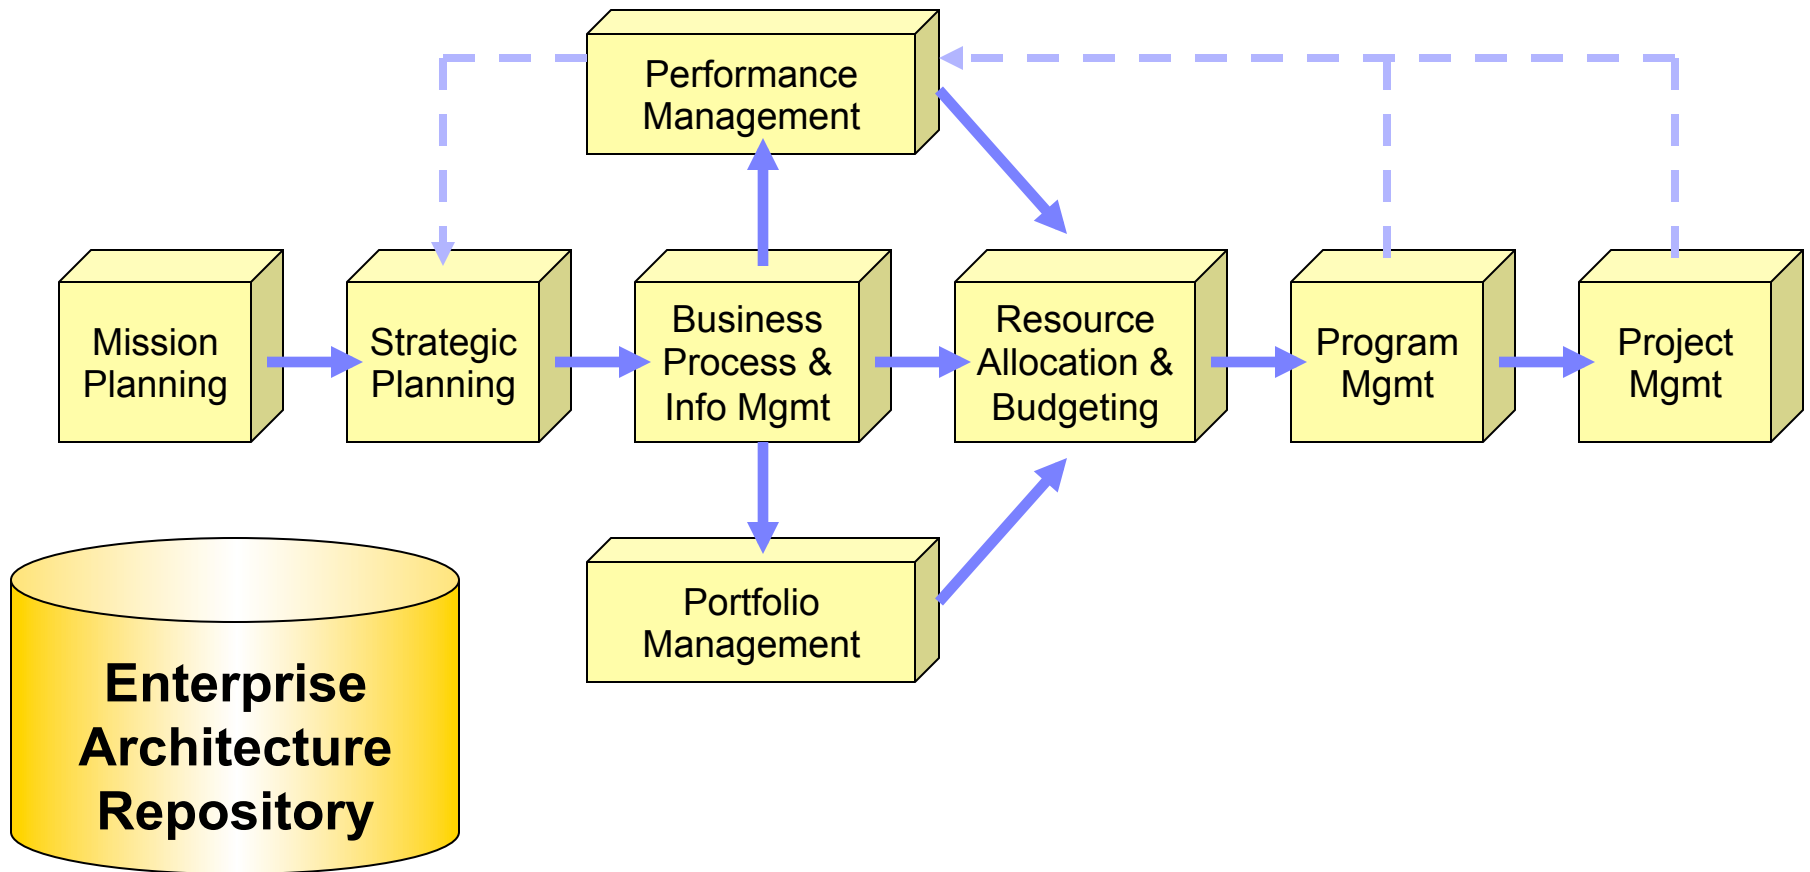 Performance
Management
Mission
Planning
Strategic
Planning
Business
Process &
Info Mgmt
Resource
Allocation &
Budgeting
Program
Mgmt
Project
Mgmt
Portfolio
Management
Enterprise
Architecture
Repository